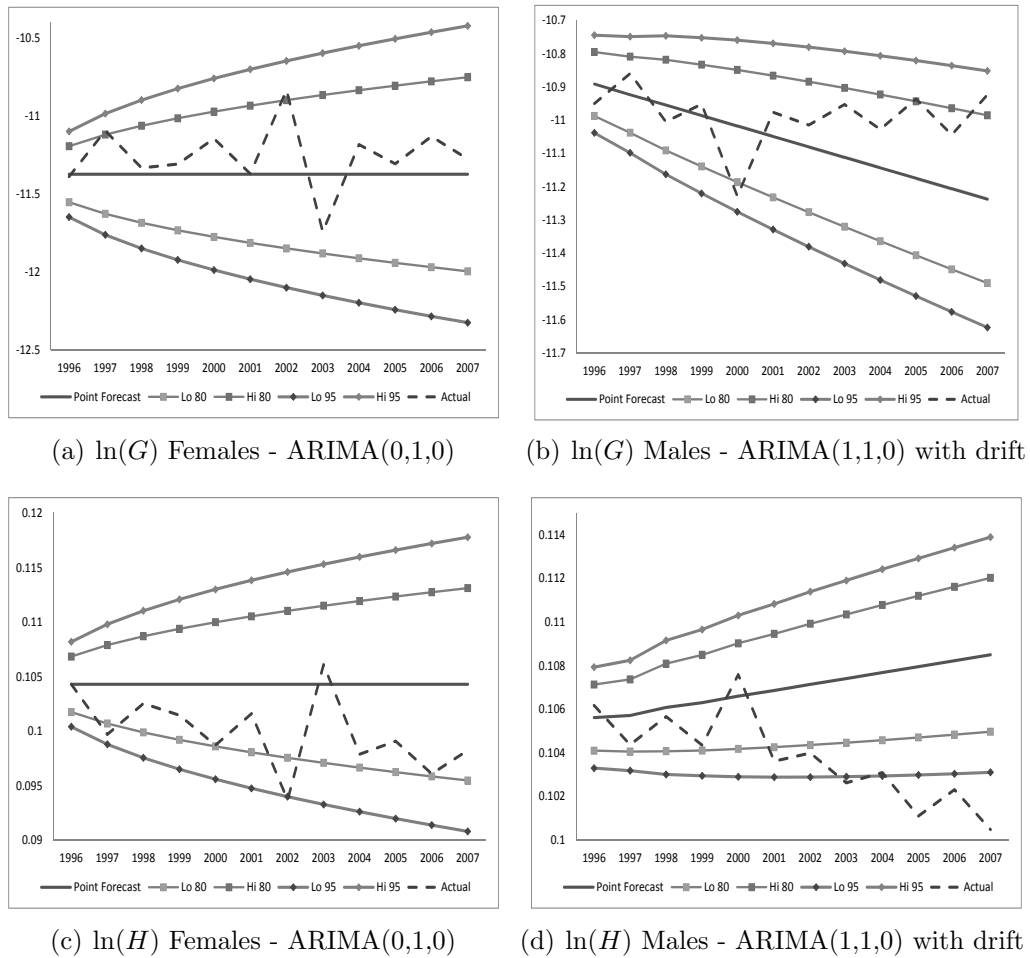 -10.5
-11
-11.5
-12
-12.5
1996 1997 1998 1999 2000 2001 2002 2003 2004 2005 2006 2007
Point Forecast Lo 80 Hi 80 Lo 95 Hi 95 Actual
(a) ln(G) Females - ARIMA(0,1,0)
-10.7
-10.8
-10.9
-11
-11.1
-11.2
-11.3
-11.4
-11.5
-11.6
-11.7
1996 1997 1998 1999 2000 2001 2002 2003 2004 2005 2006 2007
Point Forecast Lo 80 Hi 80 Lo 95 Hi 95 Actual
(b) ln(G) Males - ARIMA(1,1,0) with drift
0.12
0.115
0.11
0.105
0.1
0.095
0.09
1996 1997 1998 1999 2000 2001 2002 2003 2004 2005 2006 2007
Point Forecast Lo 80 Hi 80 Lo 95 Hi 95 Actual
(c) ln(H) Females - ARIMA(0,1,0)
0.114
0.112
0.11
0.108
0.106
0.104
0.102
0.1
1996 1997 1998 1999 2000 2001 2002 2003 2004 2005 2006 2007
Point Forecast Lo 80 Hi 80 Lo 95 Hi 95 Actual
(d) ln(H) Males - ARIMA(1,1,0) with drift